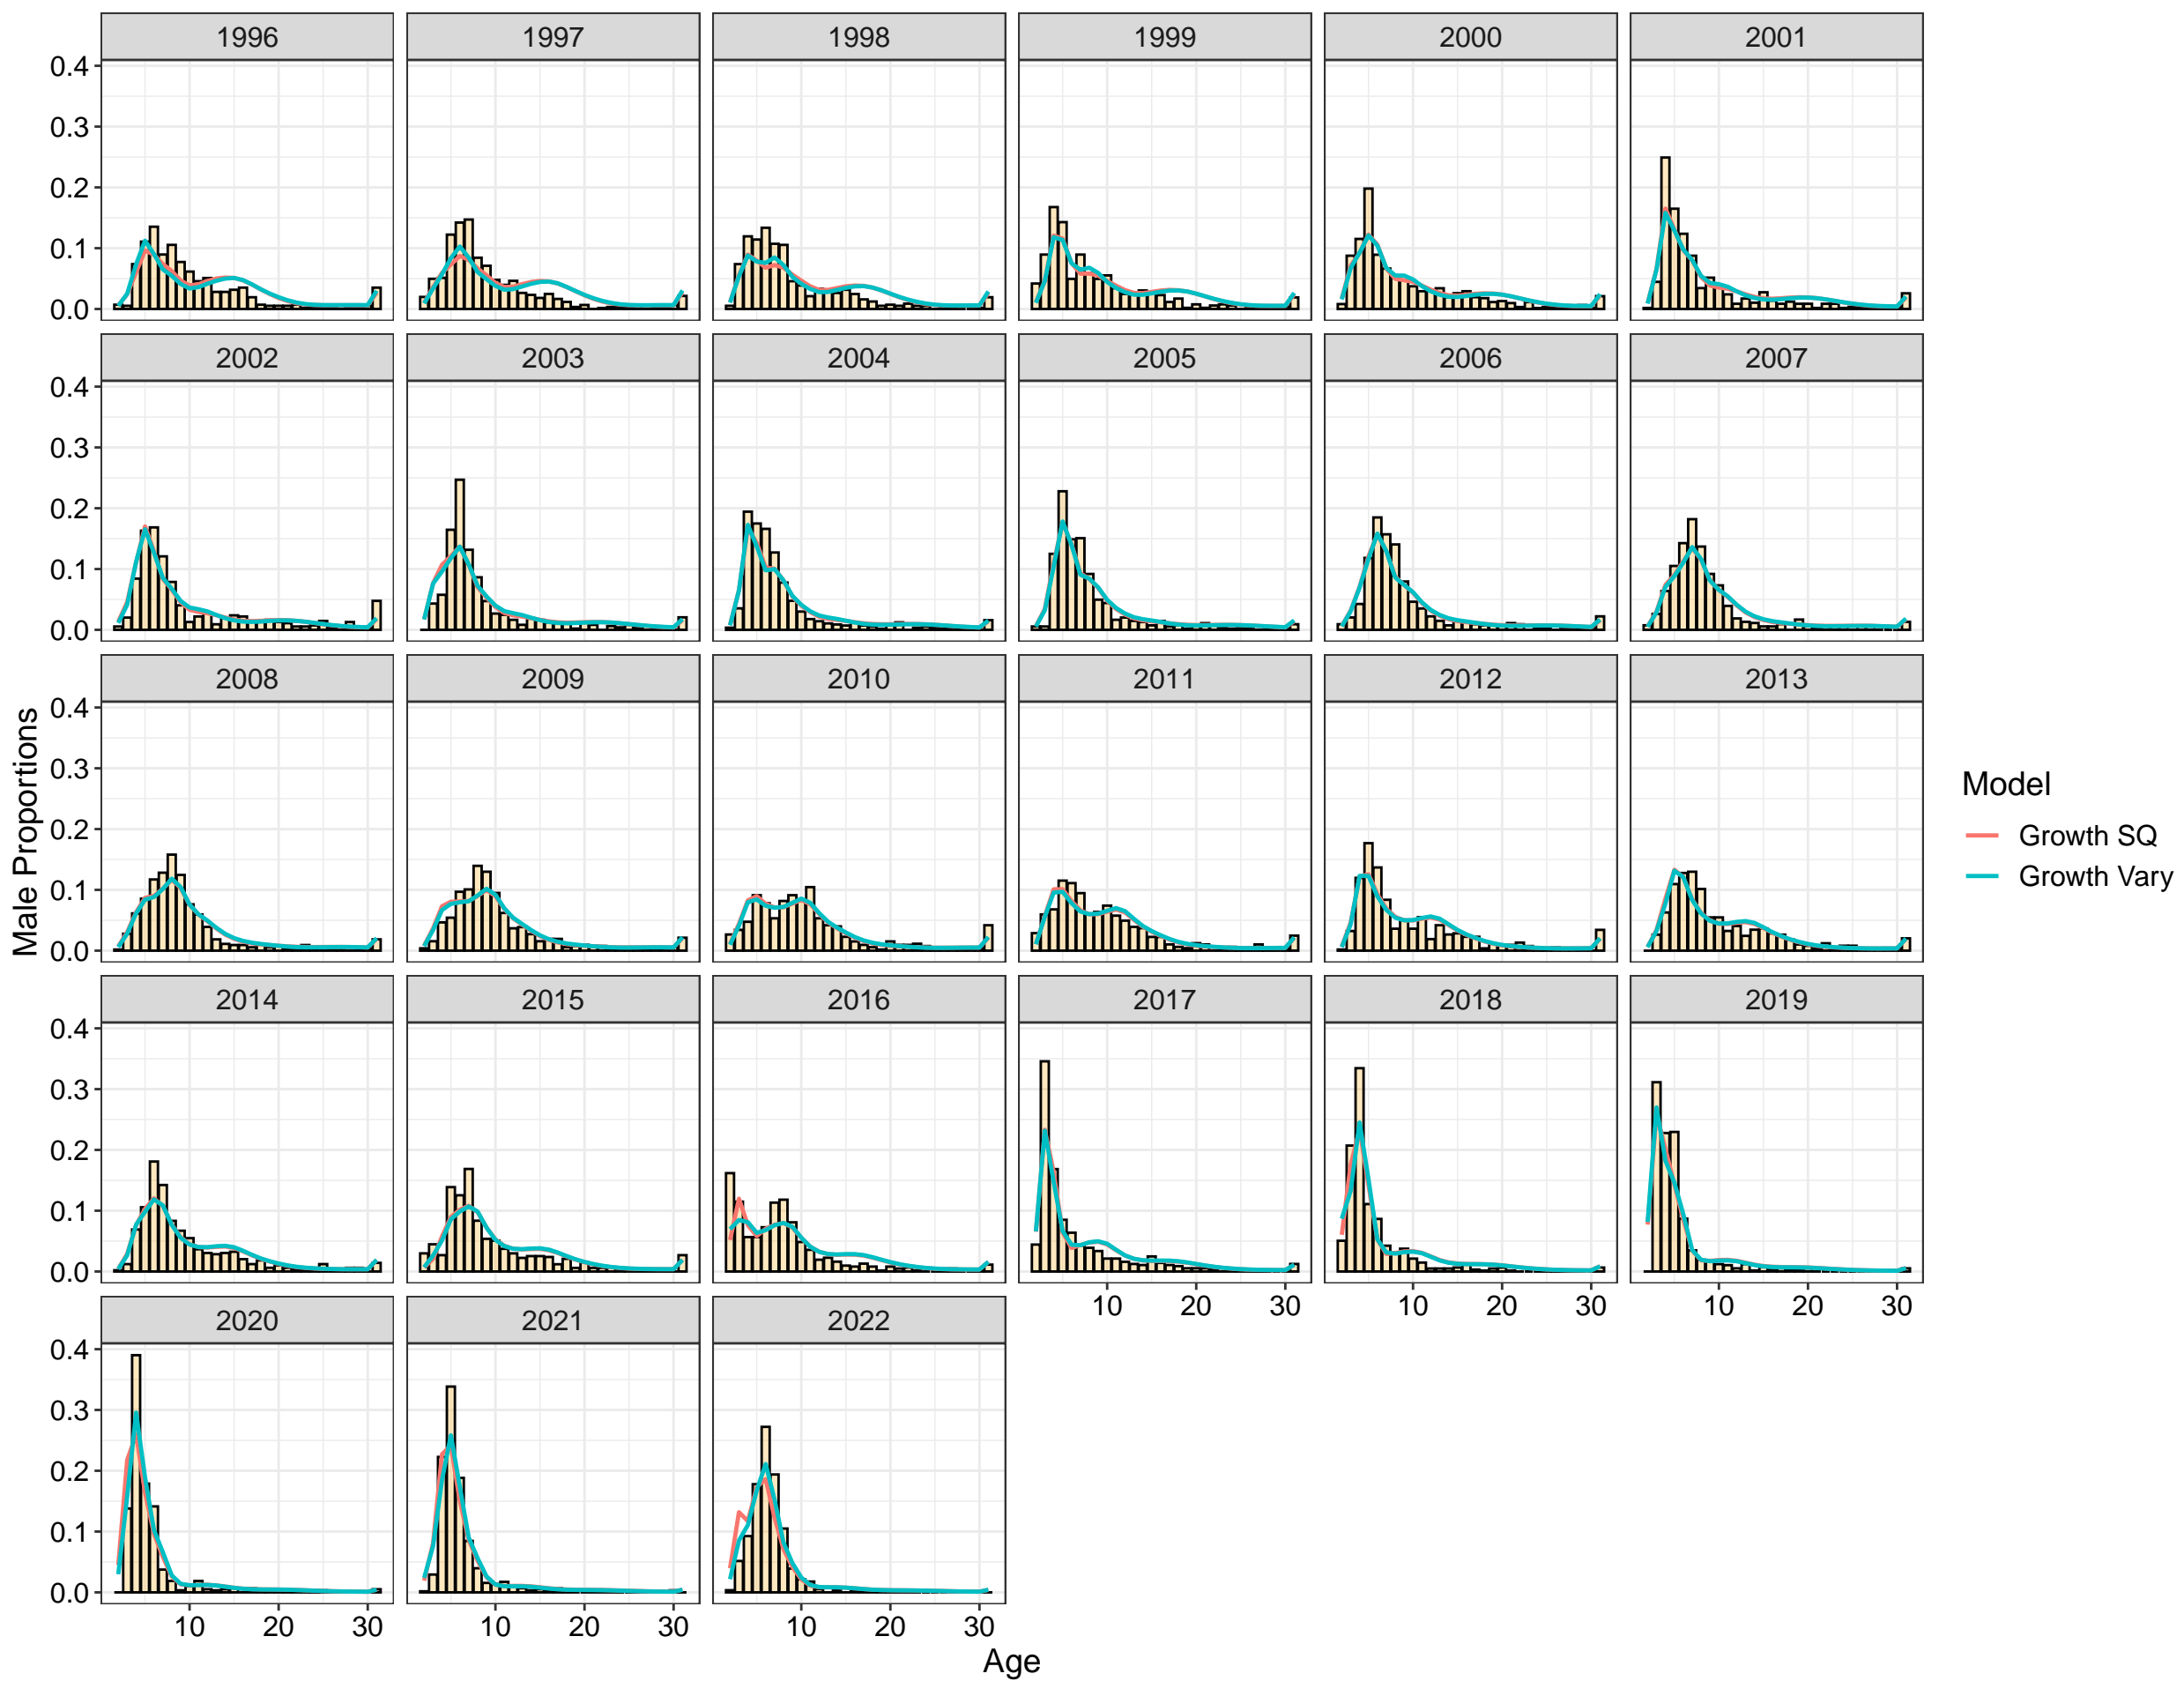 1996 1997 1998 1999 2000 2001
0.4
0.3
0.2
0.1
0.0
2002 2003 2004 2005 2006 2007
0.4
0.3
0.2
0.1
0.0
2008 2009 2010 2011 2012 2013
0.4
0.3
0.2
0.1
0.0
Male Proportions
Model
Growth SQ
Growth Vary
2014 2015 2016 2017 2018 2019
0.4
0.3
0.2
0.1
0.0
10 20 30 10 20 30 10 20 30
2020 2021 2022
0.4
0.3
0.2
0.1
0.0
10 20 30 10 20 30 10 20 30
Age